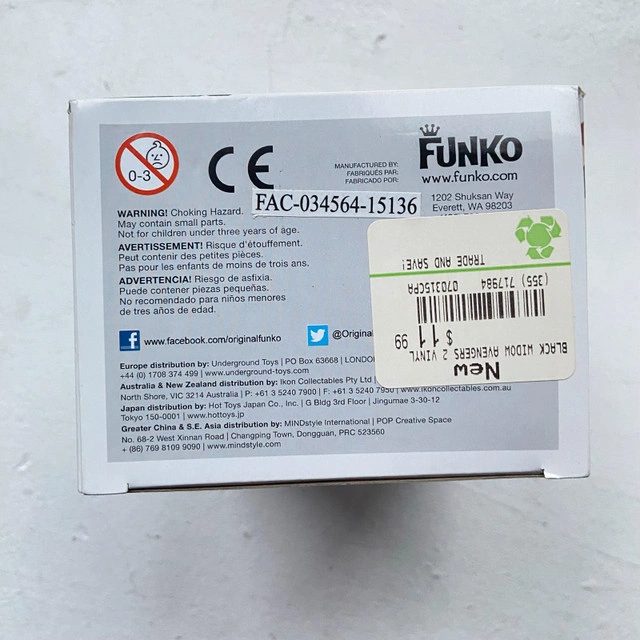 0-3
CE
MANUFACTURED BY:
FABRIQUÉS PAR:
FABRICADO POR:
FUNKO
www.funko.com
1202 Shuksan Way
Everett, WA 98203
FAC-034564-15136
WARNING! Choking Hazard.
May contain small parts.
Not for children under three years of age.
AVERTISSEMENT! Risque d'étouffement.
Peut contenir des petites pièces.
Pas pour les enfants de moins de trois ans.
ADVERTENCIA! Riesgo de asfixia.
Puede contener piezas pequeñas.
No recomendado para niños menores
de tres años de edad.
www.facebook.com/originalfunko
@Origina
New
BLACK WIDOW AVENGERS 2 VINYL
$ 11.99
(355) 717984 070315CPA
TRADE AND SAVE!
Europe distribution by: Underground Toys | PO Box 63668 | LONDO
+44 (0) 1708 374 499 | www.underground-toys.com
Australia & New Zealand distribution by: Ikon Collectables Pty Ltd |
North Shore, VIC 3214 Australia | P: +61 3 5240 7900 | F: +61 3 5240 7950 | www.ikoncollectables.com.au
Japan distribution by: Hot Toys Japan Co., Inc. | G Bldg 3rd Floor | Jingumae 3-30-12
Tokyo 150-0001 | www.hottoys.jp
Greater China & S.E. Asia distribution by: MINDstyle International | POP Creative Space
No. 68-2 West Xinnan Road | Changping Town, Dongguan, PRC 523560
+ (86) 769 8109 9090 | www.mindstyle.com